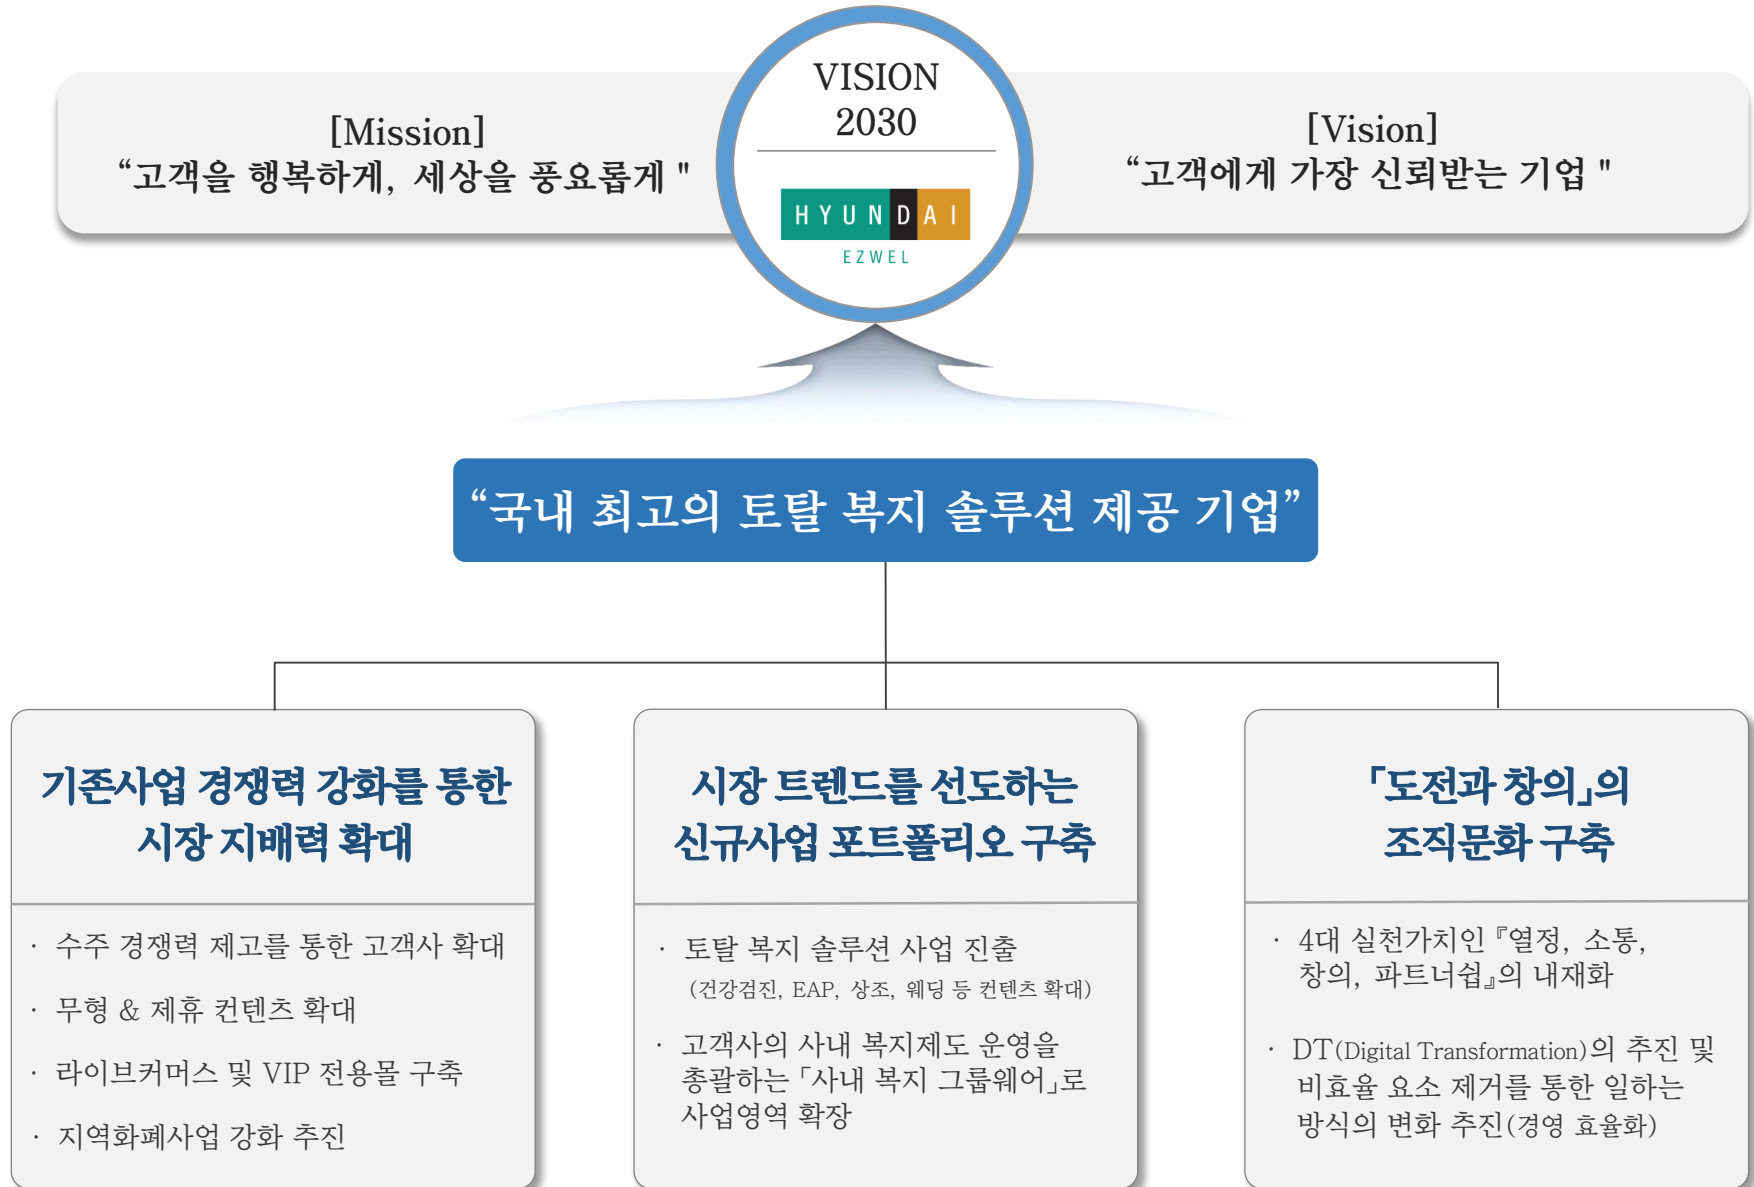 VISION
2030
HYUNDAI
EZWEL
[Mission]
“고객을 행복하게, 세상을 풍요롭게 "
[Vision]
“고객에게 가장 신뢰받는 기업 "
“국내 최고의 토탈 복지 솔루션 제공 기업”
기존사업 경쟁력 강화를 통한
시장 지배력 확대
· 수주 경쟁력 제고를 통한 고객사 확대
· 무형 & 제휴 컨텐츠 확대
· 라이브커머스 및 VIP 전용몰 구축
· 지역화폐사업 강화 추진
시장 트렌드를 선도하는
신규사업 포트폴리오 구축
· 토탈 복지 솔루션 사업 진출
(건강검진, EAP, 상조, 웨딩 등 컨텐츠 확대)
· 고객사의 사내 복지제도 운영을
총괄하는 「사내 복지 그룹웨어」로
사업영역 확장
「도전과 창의」의
조직문화 구축
· 4대 실천가치인 『열정, 소통,
창의, 파트너쉽』의 내재화
· DT(Digital Transformation)의 추진 및
비효율 요소 제거를 통한 일하는
방식의 변화 추진(경영 효율화)